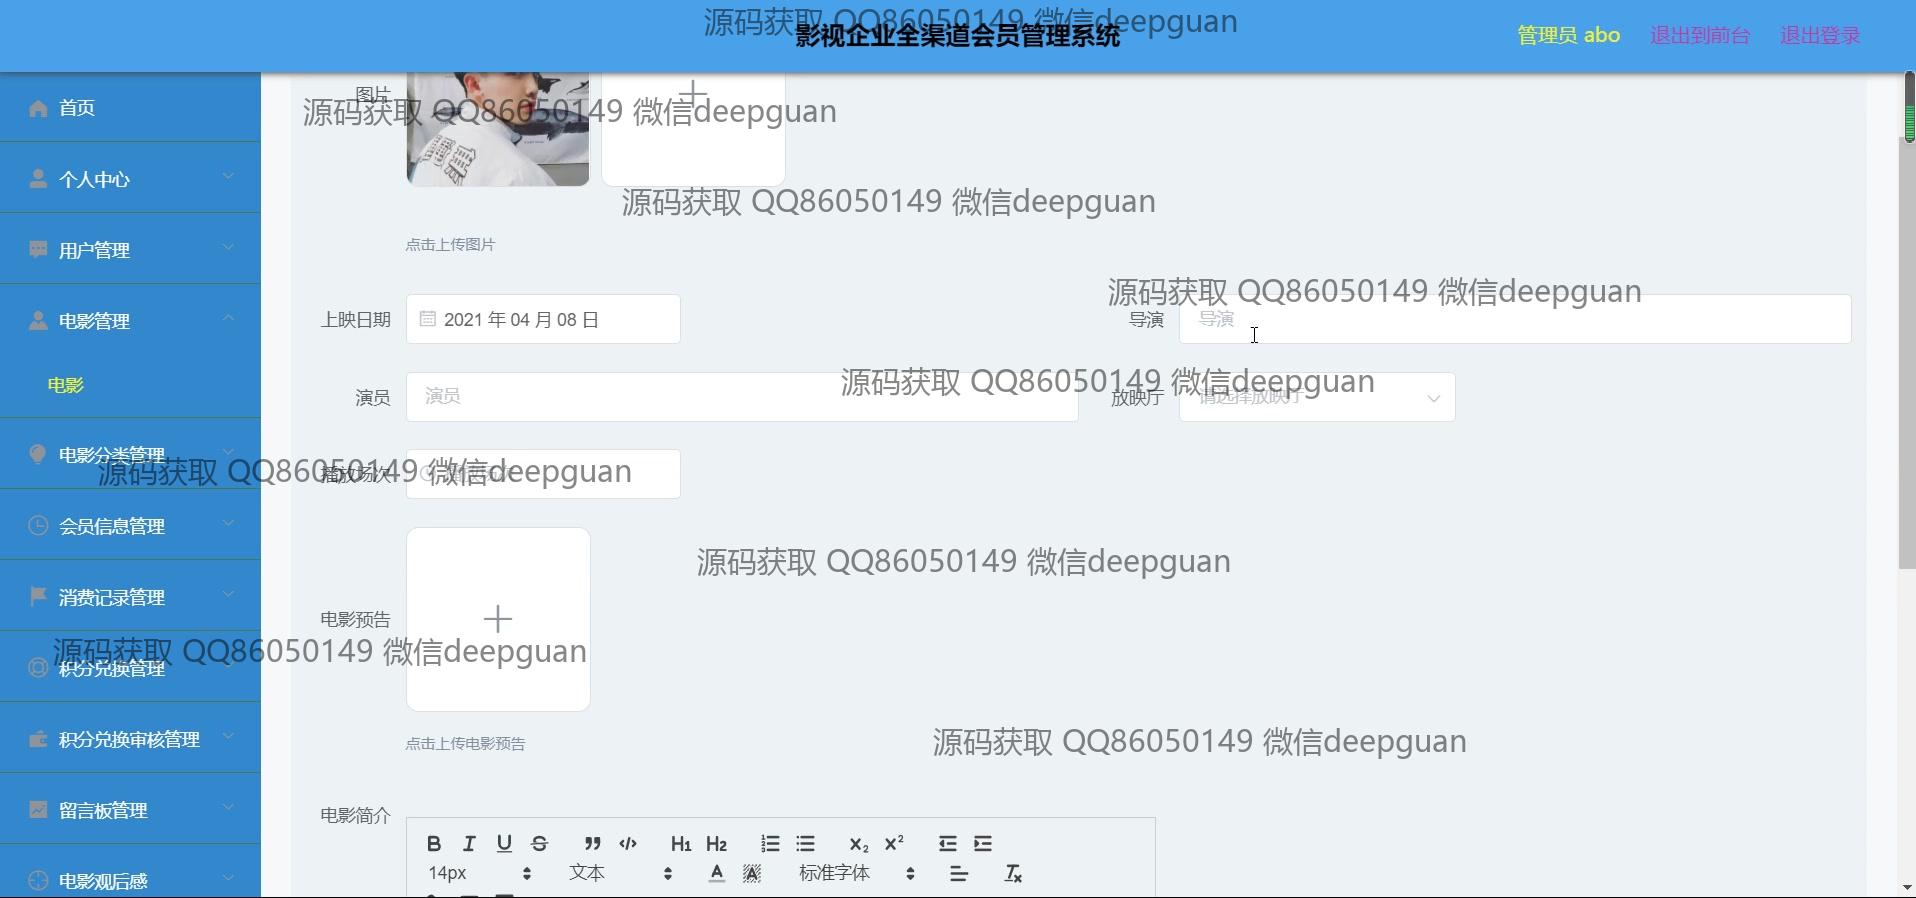 源码获取 QQ86050149 微信deepguan
影视企业全渠道会员管理系统
管理员 abo
退出到前台
退出登录
首页
个人中心
用户管理
电影管理
电影
电影分类管理
会员信息管理
消费记录管理
积分兑换管理
积分兑换审核管理
留言板管理
电影观后感
图片
源码获取 QQ86050149 微信deepguan
源码获取 QQ86050149 微信deepguan
点击上传图片
源码获取 QQ86050149 微信deepguan
上映日期
2021 年 04 月 08 日
导演
导演
演员
演员
源码获取 QQ86050149 微信deepguan
放映厅
请选择放映厅
源码获取 QQ86050149 微信deepguan
播放场次
播放场次
源码获取 QQ86050149 微信deepguan
电影预告
源码获取 QQ86050149 微信deepguan
点击上传电影预告
源码获取 QQ86050149 微信deepguan
电影简介
B I U S H1 H2 X2 X2
14px 文本 A A 标准字体 Tx